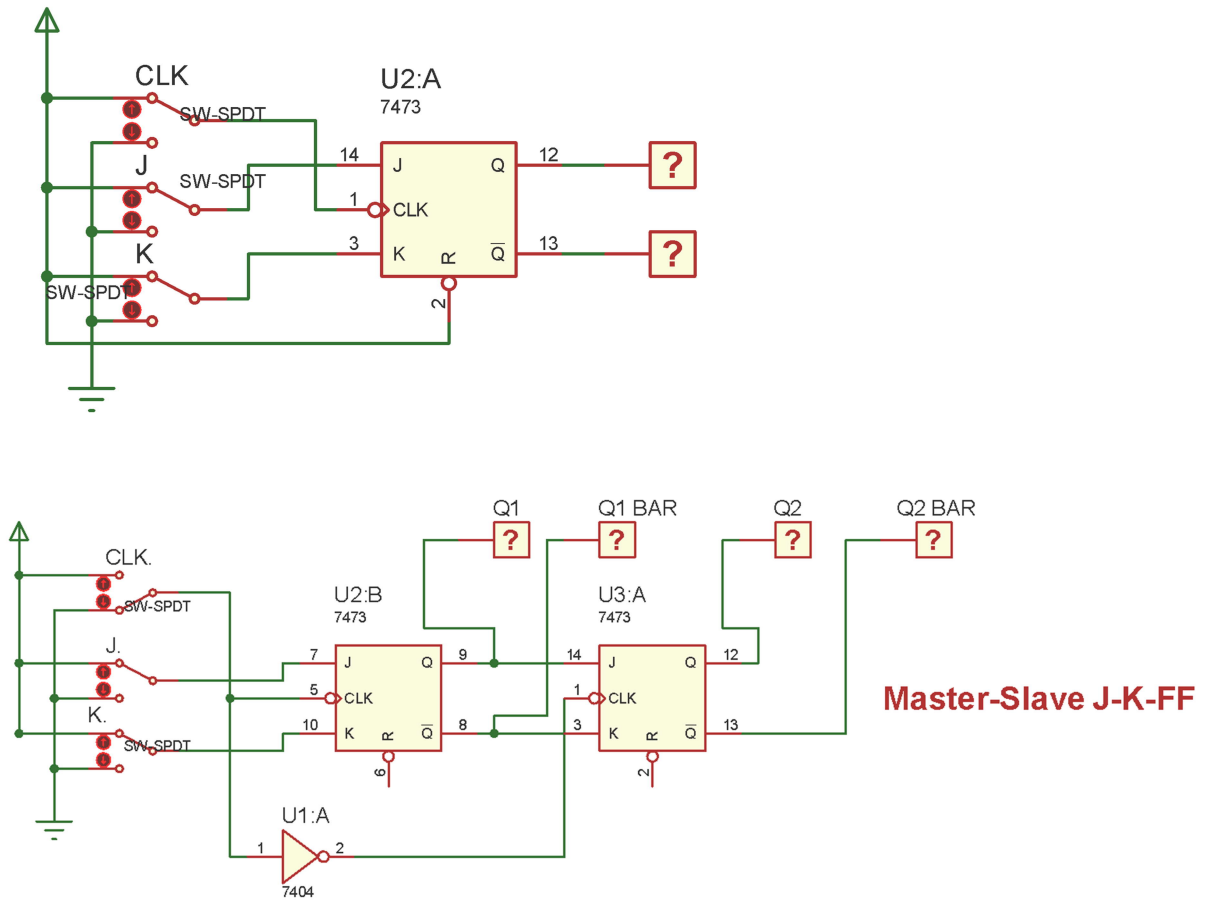 CLK
SW-SPDT
U2:A
7473
J
SW-SPDT
14
J
Q
12
?
1
CLK
K
SW-SPDT
3
K
R
Q
13
?
2
Q1
Q1 BAR
Q2
Q2 BAR
?
?
?
?
CLK.
SW-SPDT
U2:B
7473
U3:A
7473
J.
7
J
Q
9
14
J
Q
12
5
CLK
1
CLK
Master-Slave J-K-FF
K.
SW-SPDT
10
K
R
Q
8
3
K
R
Q
13
6
2
U1:A
1
2
7404